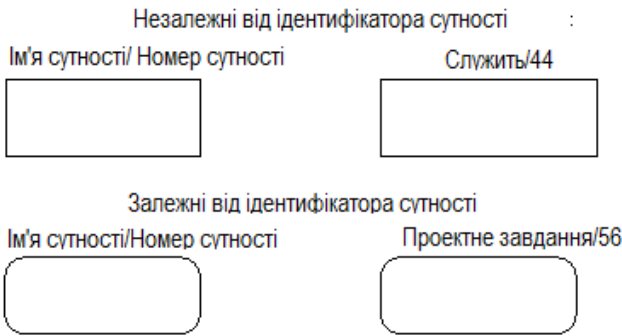 Незалежні від ідентифікатора сутності :
Ім'я сутності/ Номер сутності Служить/44
Залежні від ідентифікатора сутності
Ім'я сутності/Номер сутності Проектне завдання/56